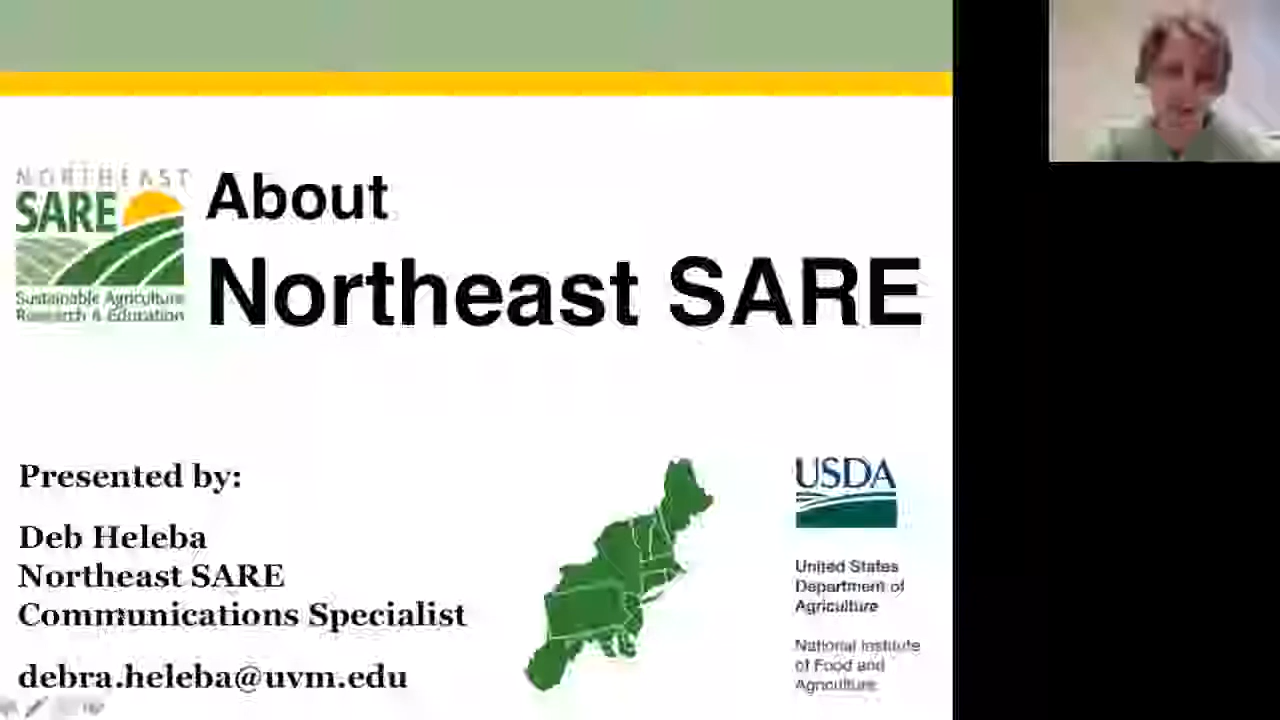 NORTHEAST
SARE
Sustainable Agriculture
Research & Education
About
Northeast SARE
Presented by:
Deb Heleba
Northeast SARE
Communications Specialist
debra.heleba@uvm.edu
USDA
United States
Department of
Agriculture
National Institute
of Food and
Agriculture